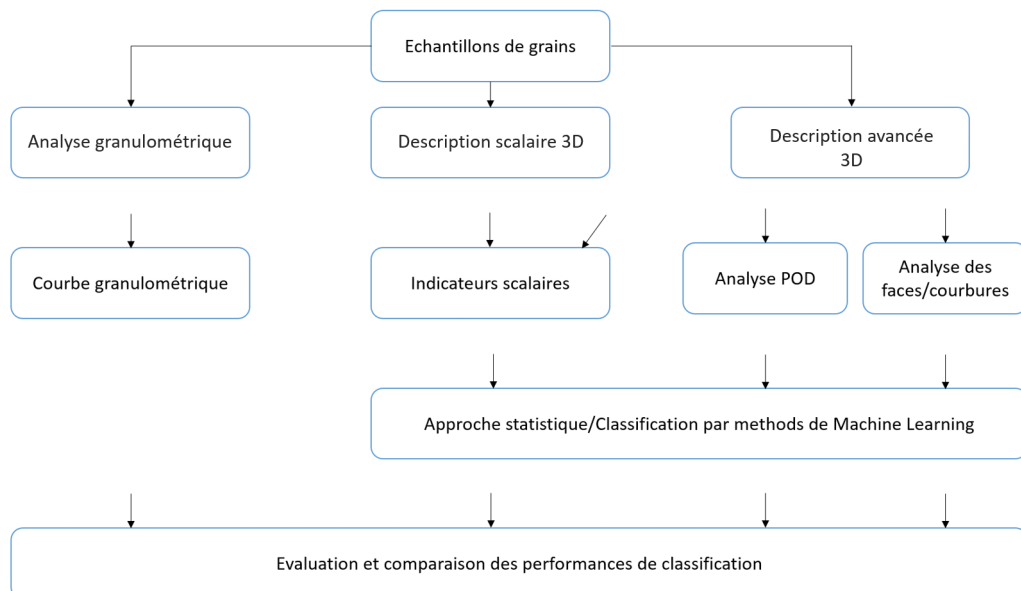 Echantillons de grains
Analyse granulométrique
Description scalaire 3D
Description avancée
3D
Courbe granulométrique
Indicateurs scalaires
Analyse POD
Analyse des
faces/courbures
Approche statistique/Classification par methods de Machine Learning
Evaluation et comparaison des performances de classification